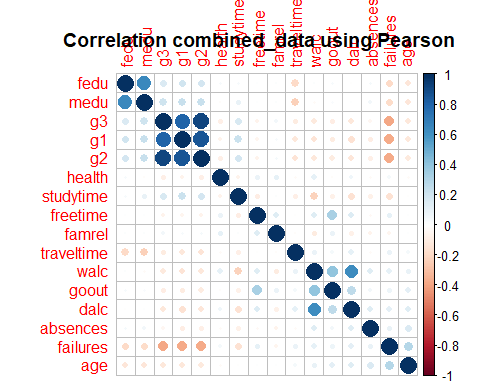 Correlation combined_data using Pearson
fedu
medu
g3
g1
g2
health
studytime
freetime
famrel
traveltime
walc
goout
dalc
absences
failures
age
fedu
medu
g3
g1
g2
health
studytime
freetime
famrel
traveltime
walc
goout
dalc
absences
failures
age
1
0.8
0.6
0.4
0.2
0
-0.2
-0.4
-0.6
-0.8
-1